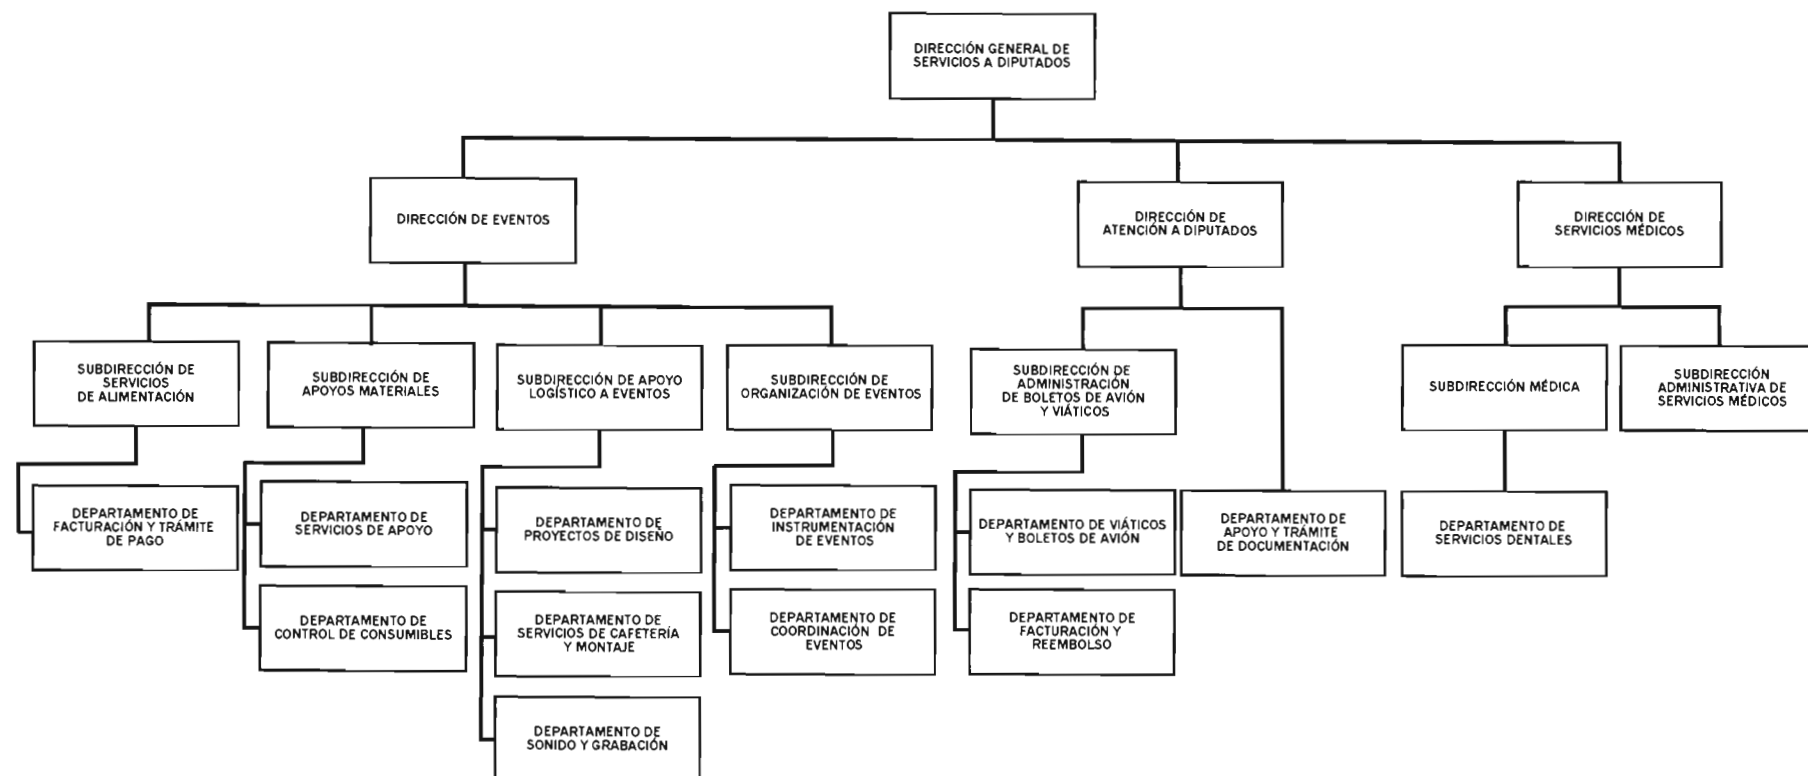 DIRECCIÓN GENERAL DE
SERVICIOS A DIPUTADOS
DIRECCIÓN DE EVENTOS
DIRECCIÓN DE
ATENCIÓN A DIPUTADOS
DIRECCIÓN DE
SERVICIOS MÉDICOS
SUBDIRECCIÓN DE
SERVICIOS
DE ALIMENTACIÓN
SUBDIRECCIÓN DE
APOYOS MATERIALES
SUBDIRECCIÓN DE APOYO
LOGÍSTICO A EVENTOS
SUBDIRECCIÓN DE
ORGANIZACIÓN DE EVENTOS
SUBDIRECCIÓN DE
ADMINISTRACIÓN
DE BOLETOS DE AVIÓN
Y VIÁTICOS
SUBDIRECCIÓN MÉDICA
SUBDIRECCIÓN
ADMINISTRATIVA DE
SERVICIOS MÉDICOS
DEPARTAMENTO DE
FACTURACIÓN Y TRÁMITE
DE PAGO
DEPARTAMENTO DE
SERVICIOS DE APOYO
DEPARTAMENTO DE
PROYECTOS DE DISEÑO
DEPARTAMENTO DE
INSTRUMENTACIÓN
DE EVENTOS
DEPARTAMENTO DE VIÁTICOS
Y BOLETOS DE AVIÓN
DEPARTAMENTO DE
APOYO Y TRÁMITE
DE DOCUMENTACIÓN
DEPARTAMENTO DE
SERVICIOS DENTALES
DEPARTAMENTO DE
CONTROL DE CONSUMIBLES
DEPARTAMENTO DE
SERVICIOS DE CAFETERÍA
Y MONTAJE
DEPARTAMENTO DE
COORDINACIÓN DE
EVENTOS
DEPARTAMENTO DE
FACTURACIÓN Y
REEMBOLSO
DEPARTAMENTO DE
SONIDO Y GRABACIÓN